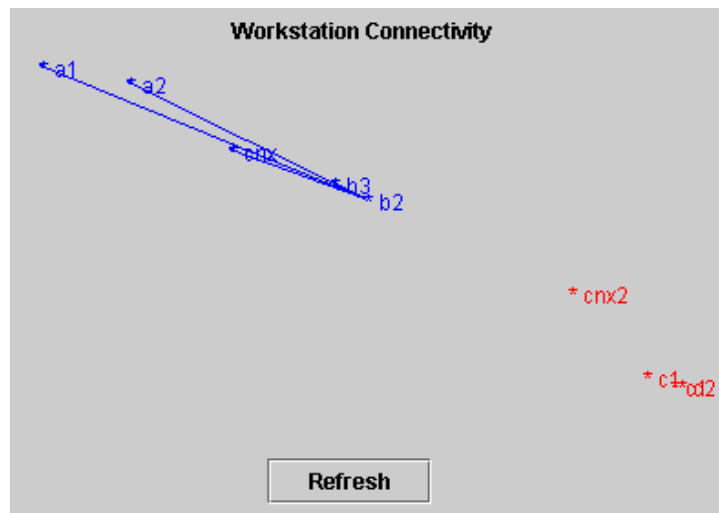 Workstation Connectivity
* a1
* a2
* cnx
* b3
* b2
* cnx2
* c1
Refresh